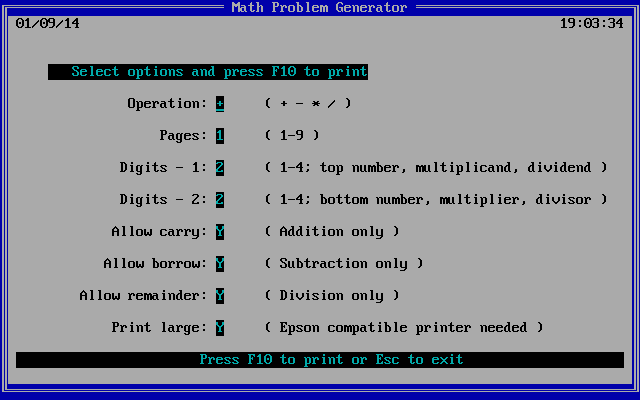 Math Problem Generator
01/09/14 19:03:34
Select options and press F10 to print
Operation: + ( + - * / )
Pages: 1 ( 1-9 )
Digits - 1: 2 ( 1-4; top number, multiplicand, dividend )
Digits - 2: 2 ( 1-4; bottom number, multiplier, divisor )
Allow carry: Y ( Addition only )
Allow borrow: Y ( Subtraction only )
Allow remainder: Y ( Division only )
Print large: Y ( Epson compatible printer needed )
Press F10 to print or Esc to exit